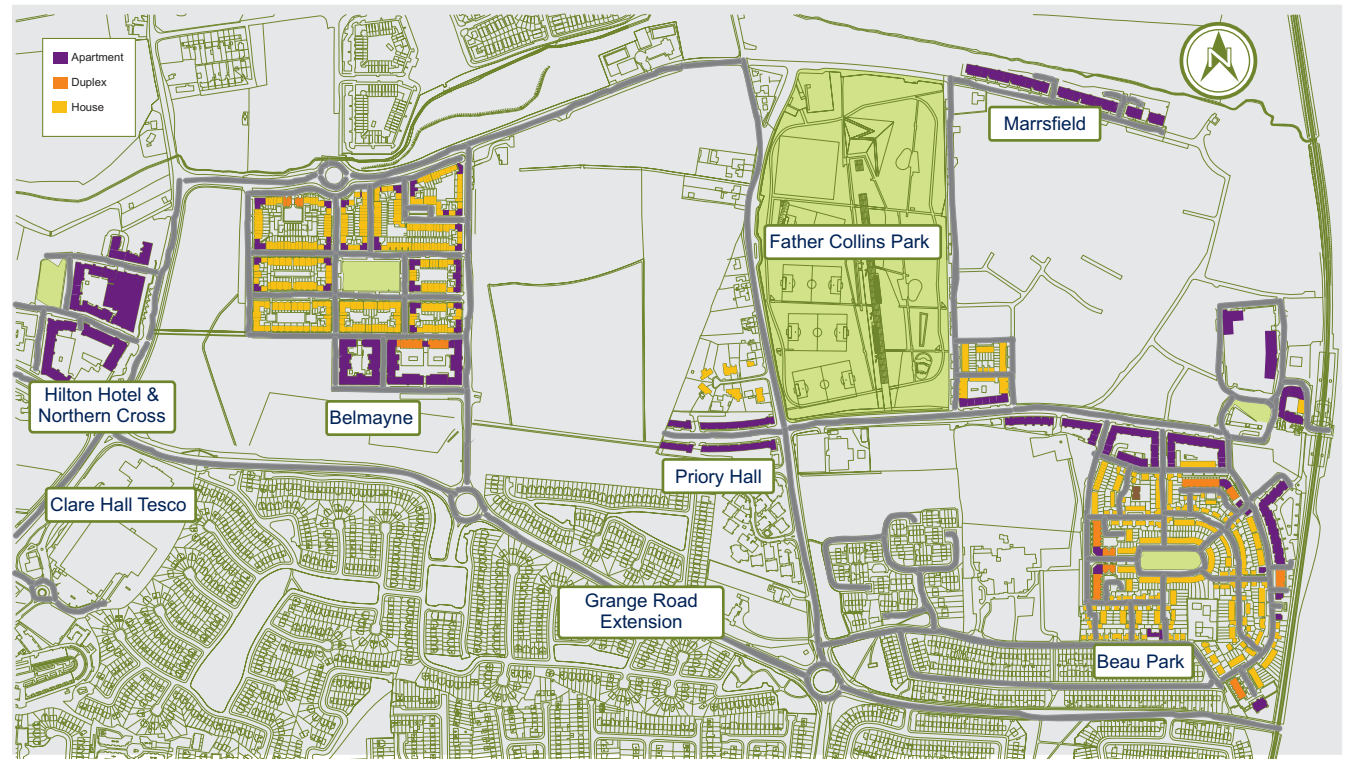 Apartment
Duplex
House
N
Marrsfield
Father Collins Park
Hilton Hotel &
Northern Cross
Belmayne
Priory Hall
Clare Hall Tesco
Grange Road
Extension
Beau Park